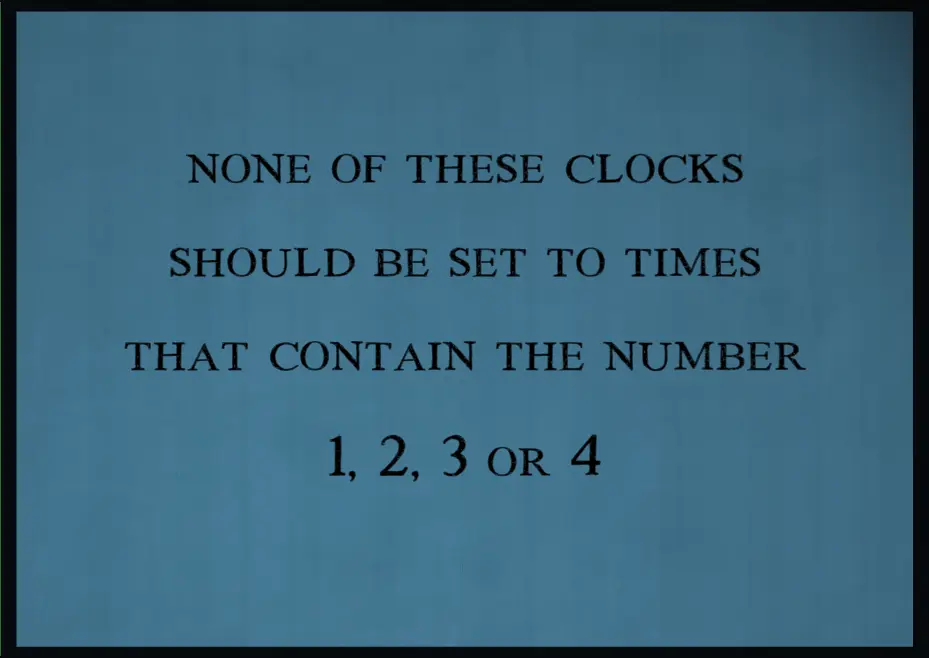 NONE OF THESE CLOCKS
SHOULD BE SET TO TIMES
THAT CONTAIN THE NUMBER
1, 2, 3 OR 4